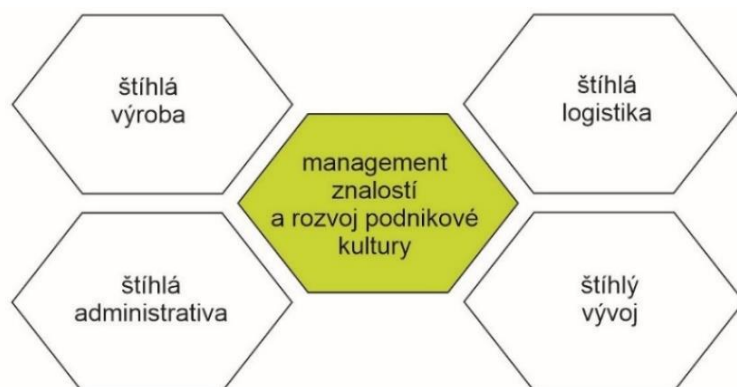 štíhlá
výroba
štíhlá
logistika
management
znalostí
a rozvoj podnikové
kultury
štíhlá
administrativa
štíhlý
vývoj